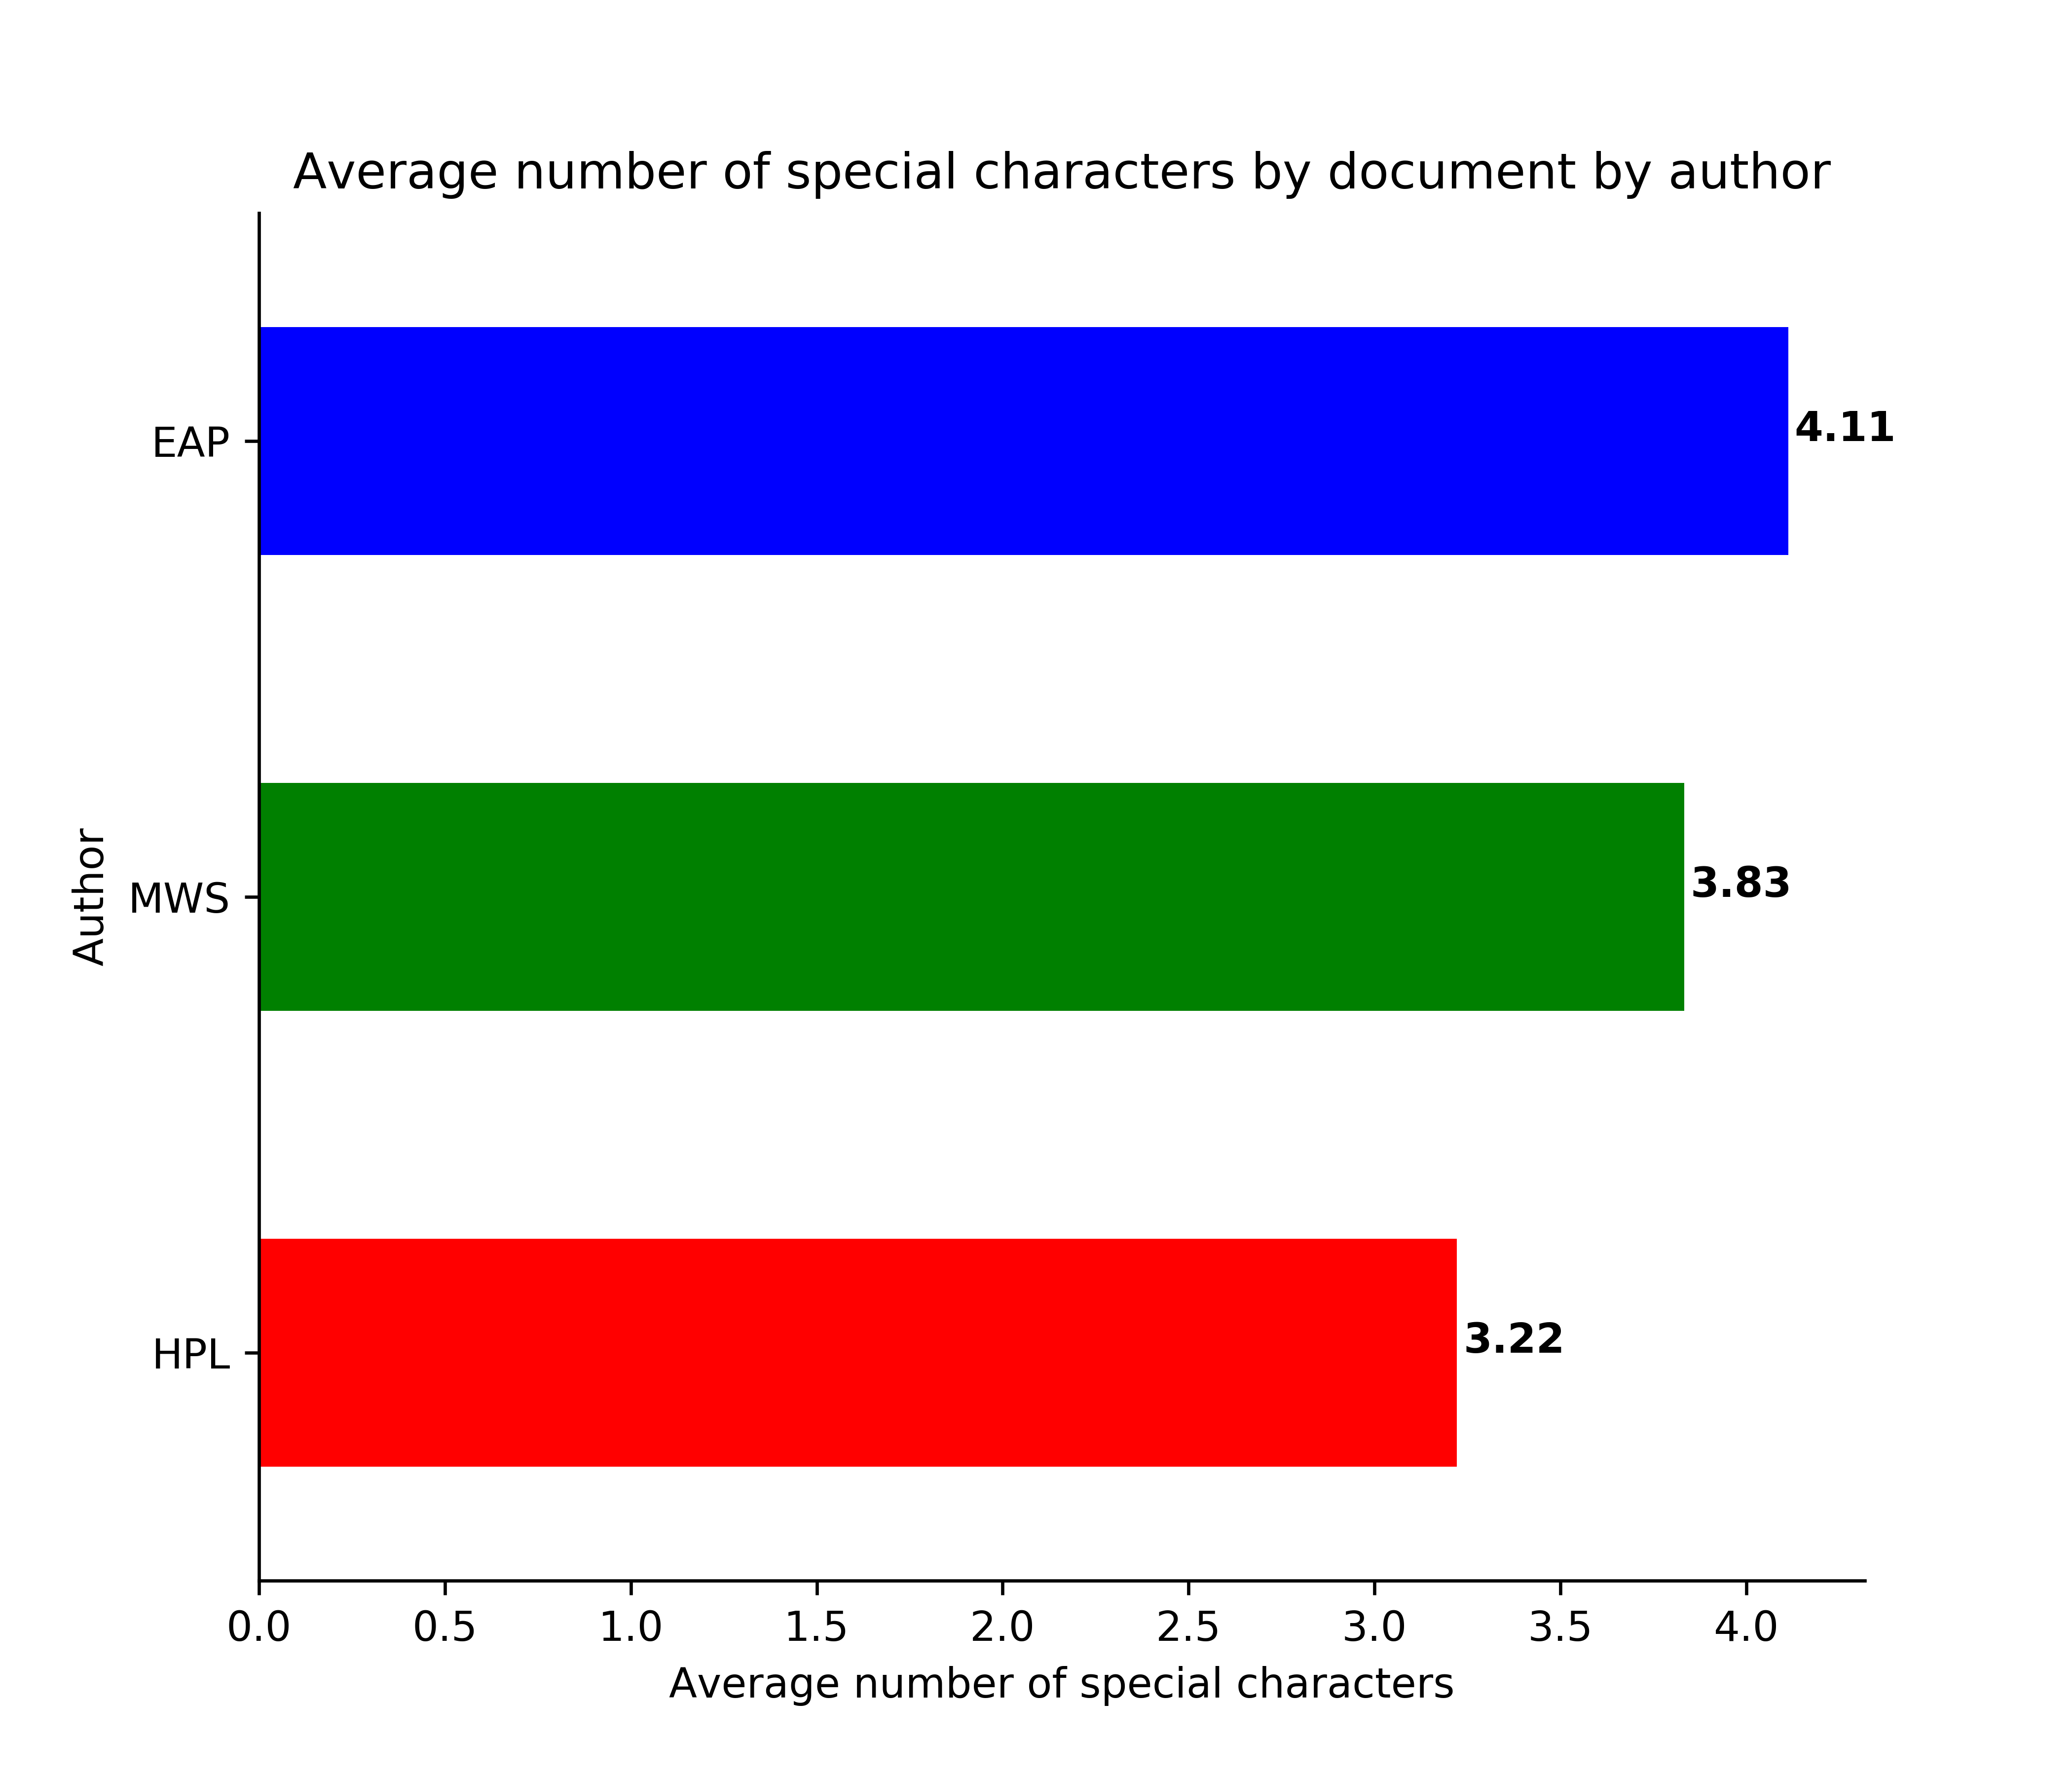 Average number of special characters by document by author
EAP
4.11
Author
MWS
3.83
HPL
3.22
0.0 0.5 1.0 1.5 2.0 2.5 3.0 3.5 4.0
Average number of special characters